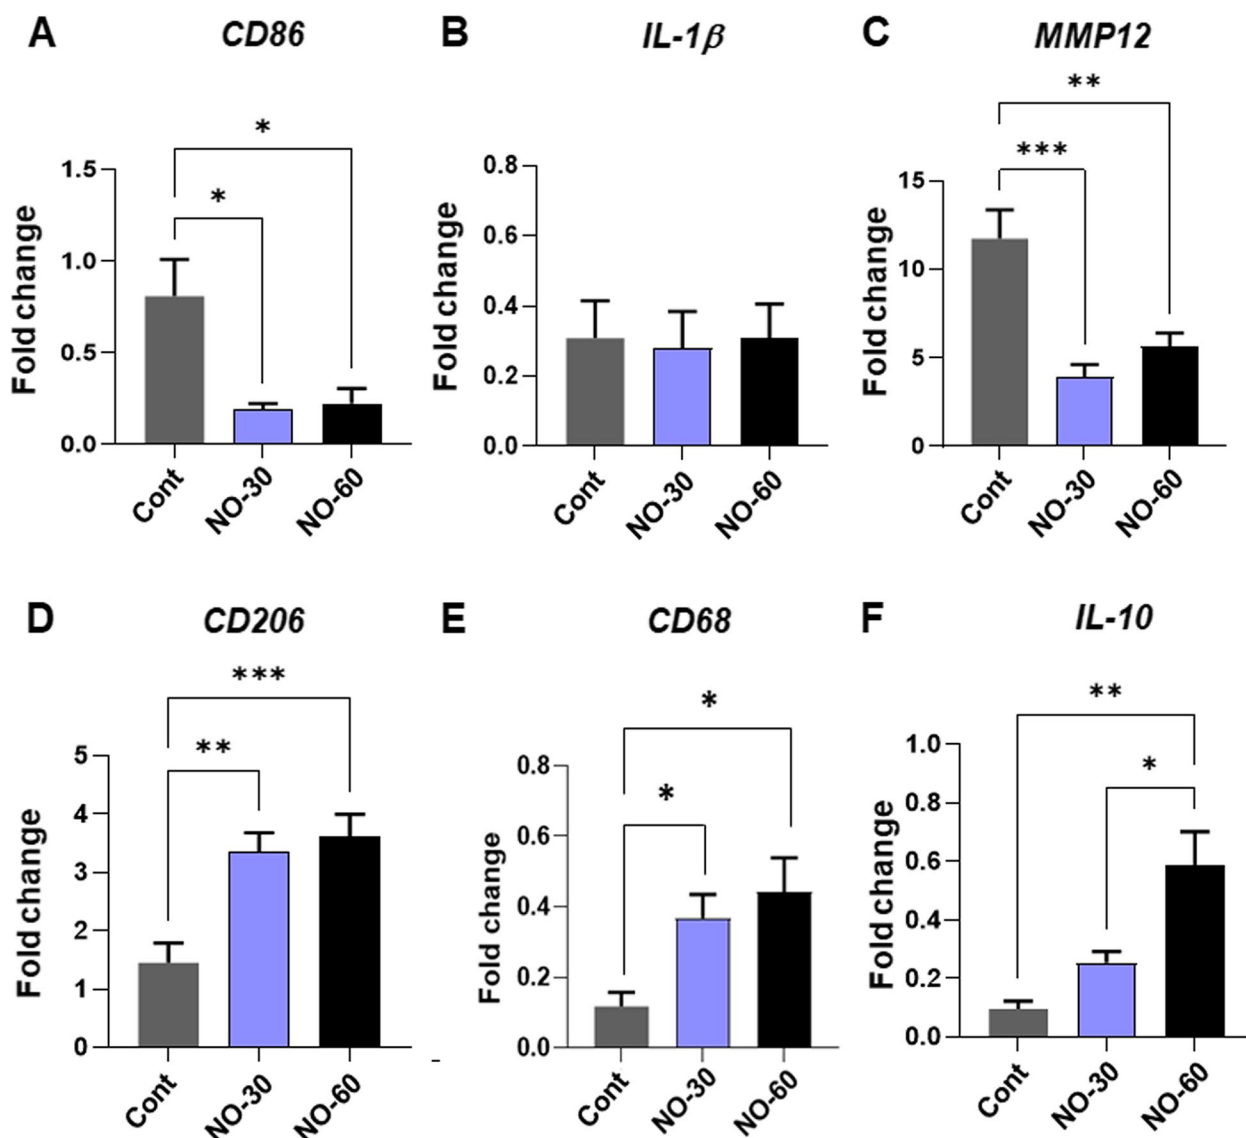 A
CD86
*
*
Fold change
1.5
1.0
0.5
0.0
Cont
NO-30
NO-60
B
IL-1β
Fold change
0.8
0.6
0.4
0.2
0.0
Cont
NO-30
NO-60
C
MMP12
**
***
Fold change
15
10
5
0
Cont
NO-30
NO-60
D
CD206
***
**
Fold change
5
4
3
2
1
0
Cont
NO-30
NO-60
E
CD68
*
*
Fold change
0.8
0.6
0.4
0.2
0.0
Cont
NO-30
NO-60
F
IL-10
**
*
Fold change
1.0
0.8
0.6
0.4
0.2
0.0
Cont
NO-30
NO-60